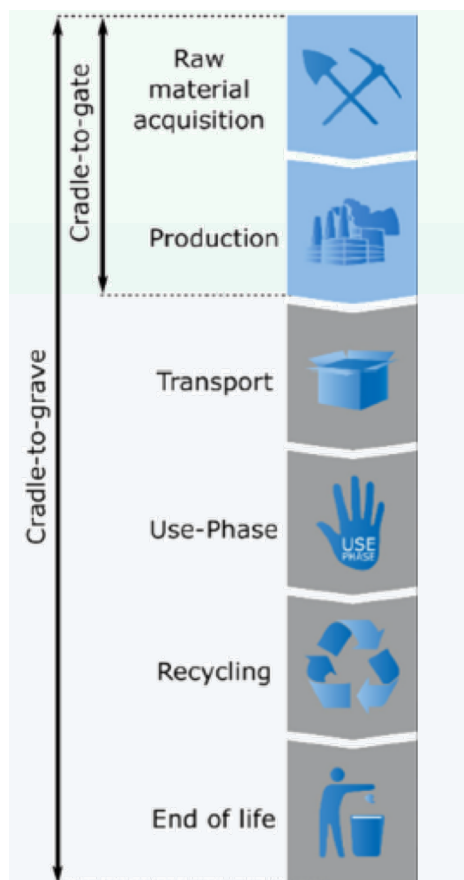 Cradle-to-grave
Cradle-to-gate
Raw
material
acquisition
Production
Transport
Use-Phase
USE
PHASE
Recycling
End of life